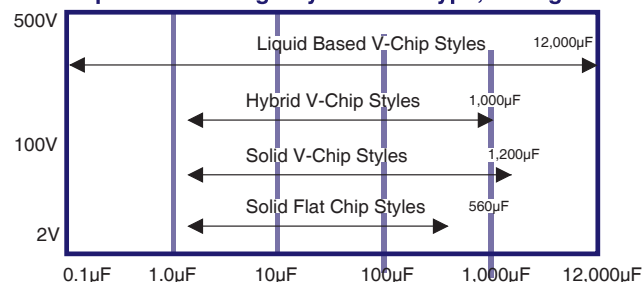 500V
Liquid Based V-Chip Styles 12,000µF
Hybrid V-Chip Styles 1,000µF
100V
Solid V-Chip Styles 1,200µF
Solid Flat Chip Styles 560µF
2V
0.1µF 1.0µF 10µF 100µF 1,000µF 12,000µF